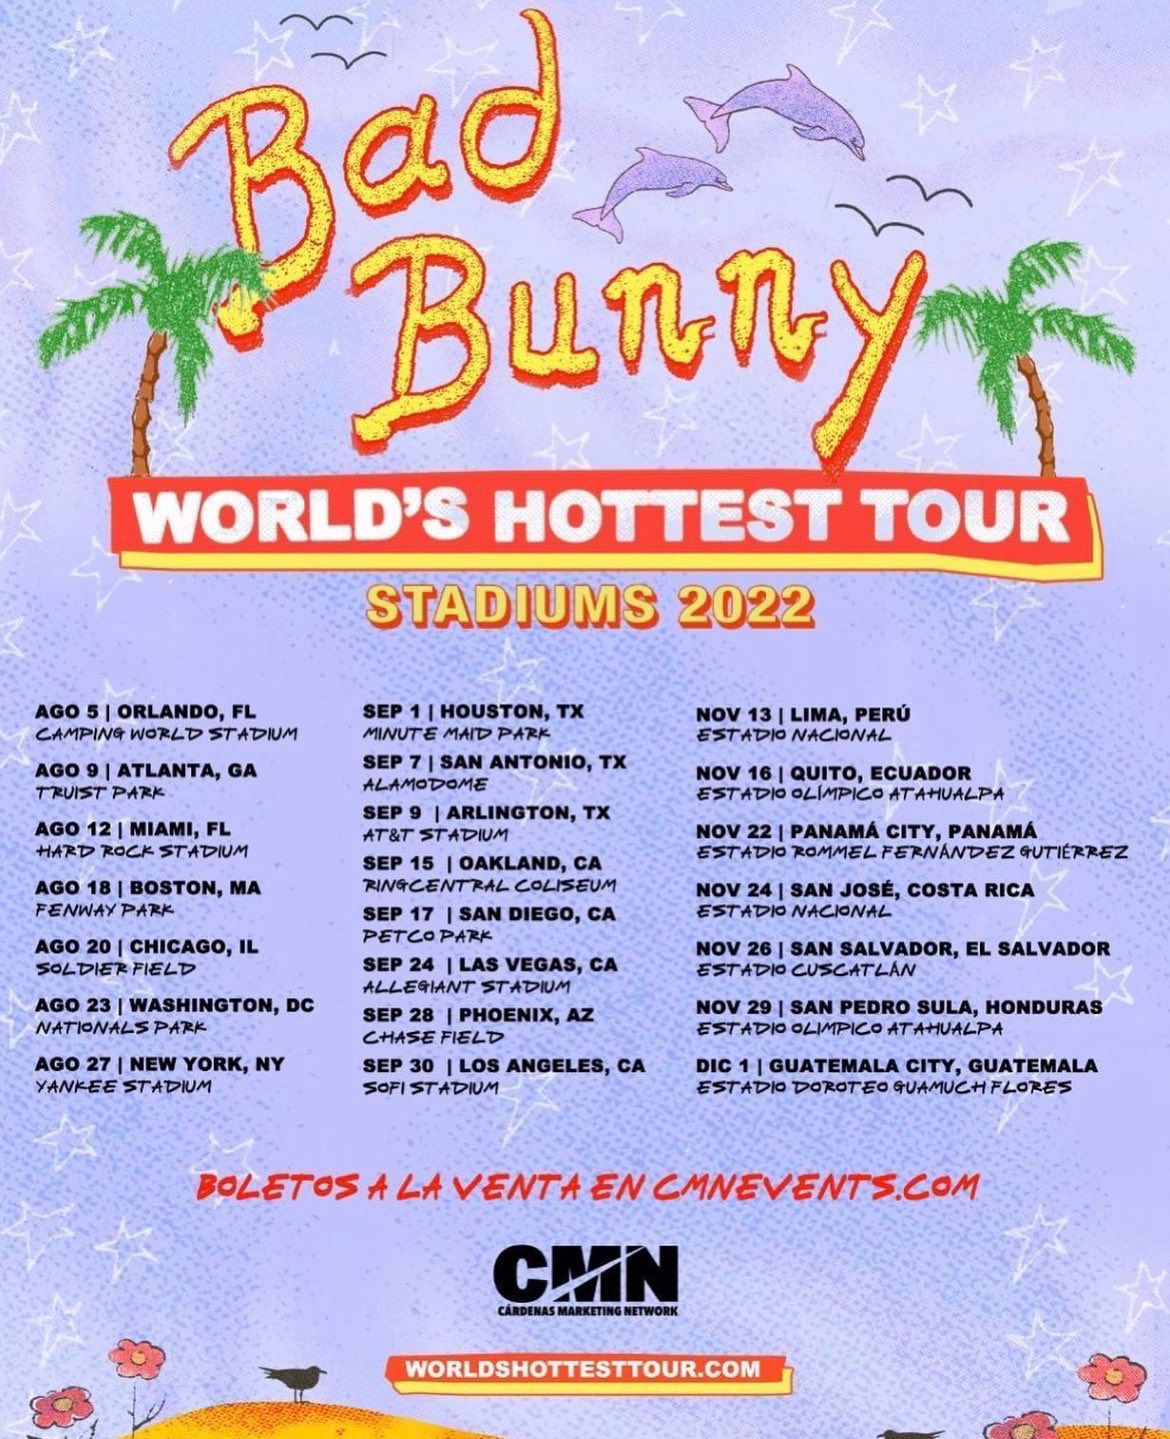 Bad
Bunny
WORLD'S HOTTEST TOUR
STADIUMS 2022
AGO 5 | ORLANDO, FL
CAMPING WORLD STADIUM
AGO 9 | ATLANTA, GA
TRUIST PARK
AGO 12 | MIAMI, FL
HARD ROCK STADIUM
AGO 18 | BOSTON, MA
FENWAY PARK
AGO 20 | CHICAGO, IL
SOLDIER FIELD
AGO 23 | WASHINGTON, DC
NATIONALS PARK
AGO 27 | NEW YORK, NY
YANKEE STADIUM
SEP 1 | HOUSTON, TX
MINUTE MAID PARK
SEP 7 | SAN ANTONIO, TX
ALAMODOME
SEP 9 | ARLINGTON, TX
AT&T STADIUM
SEP 15 | OAKLAND, CA
RINGCENTRAL COLISEUM
SEP 17 | SAN DIEGO, CA
PETCO PARK
SEP 24 | LAS VEGAS, CA
ALLEGIANT STADIUM
SEP 28 | PHOENIX, AZ
CHASE FIELD
SEP 30 | LOS ANGELES, CA
SOFI STADIUM
NOV 13 | LIMA, PERÚ
ESTADIO NACIONAL
NOV 16 | QUITO, ECUADOR
ESTADIO OLÍMPICO ATAHUALPA
NOV 22 | PANAMÁ CITY, PANAMÁ
ESTADIO ROMMEL FERNÁNDEZ GUTIÉRREZ
NOV 24 | SAN JOSÉ, COSTA RICA
ESTADIO NACIONAL
NOV 26 | SAN SALVADOR, EL SALVADOR
ESTADIO CUSCATLÁN
NOV 29 | SAN PEDRO SULA, HONDURAS
ESTADIO OLIMPICO ATAHUALPA
DIC 1 | GUATEMALA CITY, GUATEMALA
ESTADIO DOROTEO GUAMUCH FLORES
BOLETOS A LA VENTA EN CMNEVENTS.COM
CMN
CÁRDENAS MARKETING NETWORK
WORLDSHOTTESTTOUR.COM